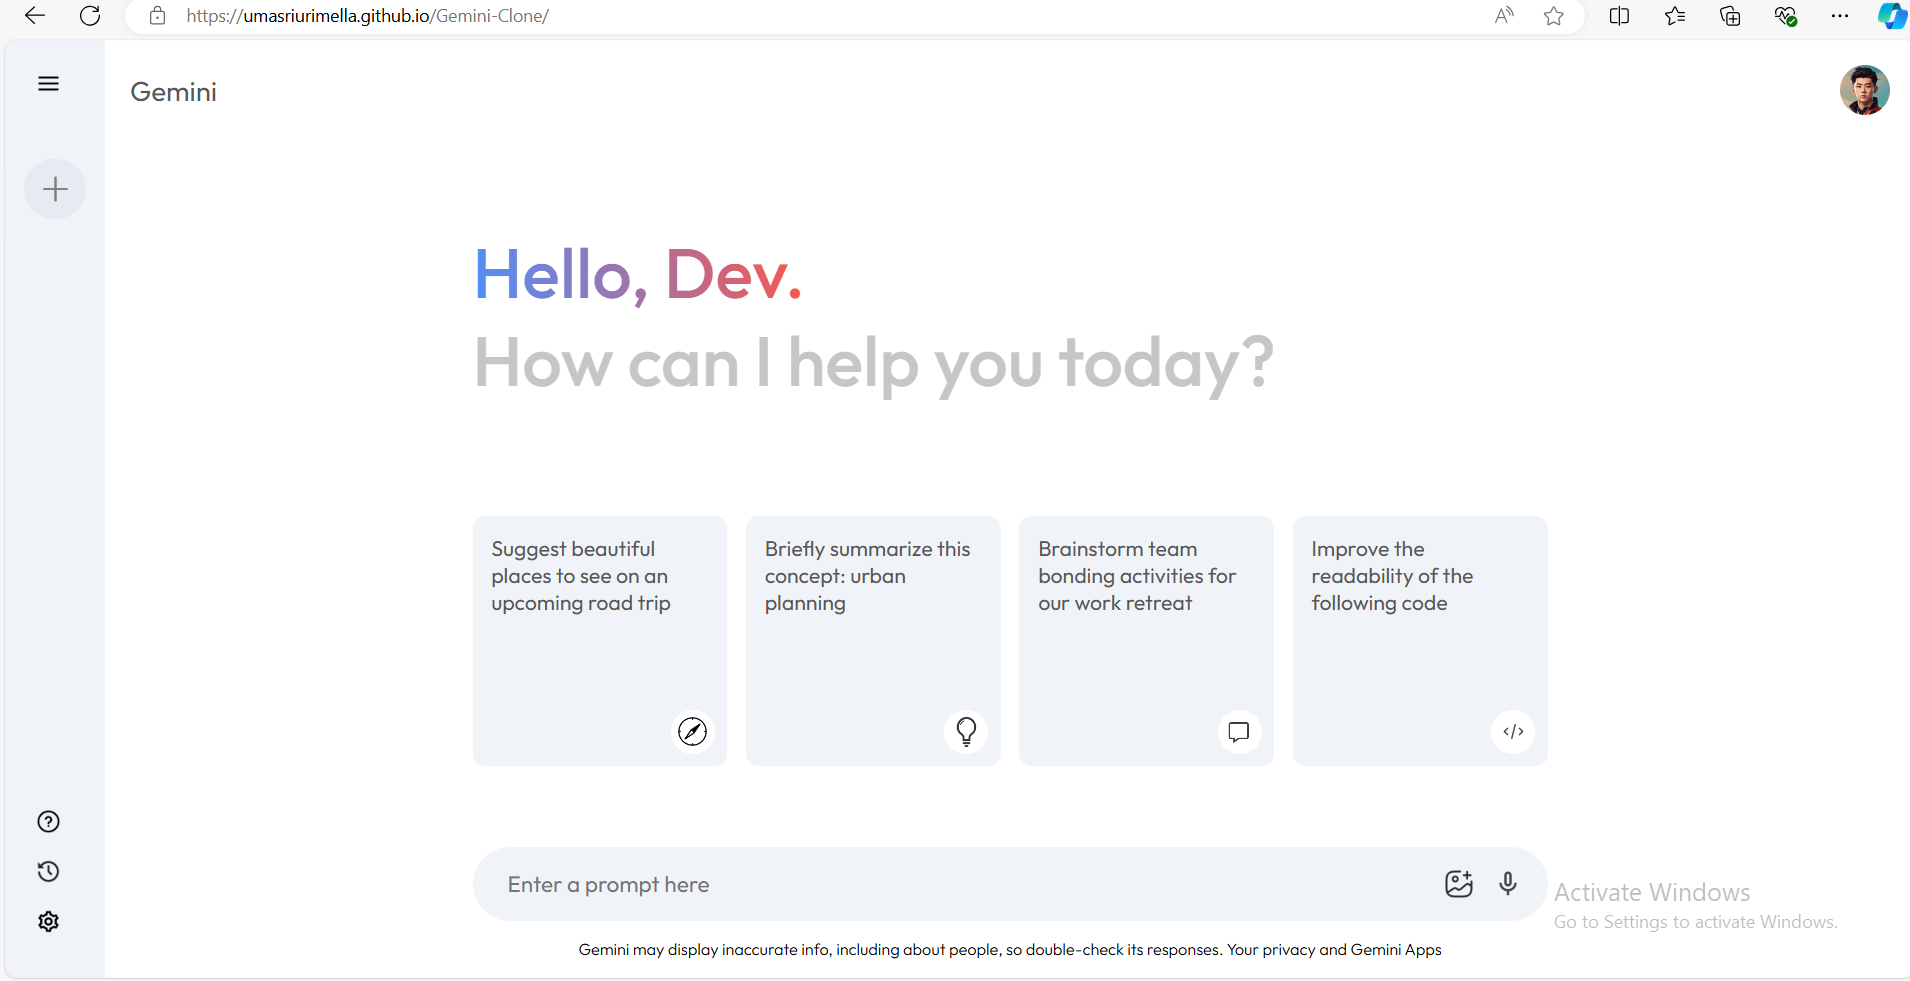 https://umasriurimella.github.io/Gemini-Clone/
Gemini
Hello, Dev.
How can I help you today?
Suggest beautiful
places to see on an
upcoming road trip
Briefly summarize this
concept: urban
planning
Brainstorm team
bonding activities for
our work retreat
Improve the
readability of the
following code
Enter a prompt here
Activate Windows
Go to Settings to activate Windows.
Gemini may display inaccurate info, including about people, so double-check its responses. Your privacy and Gemini Apps